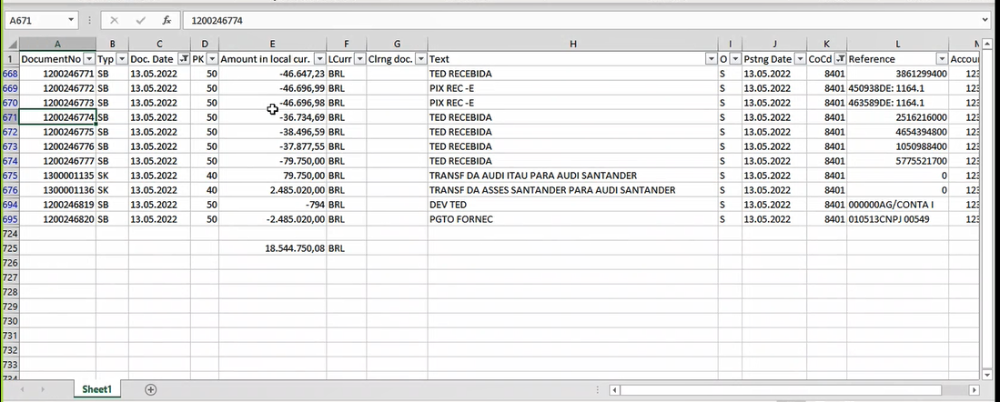 A671 fx 1200246774
A B C D E F G H I J K L M
1 DocumentNo Typ Doc. Date PK Amount in local cur. LCurr Clrng doc. Text O Pstng Date CoCd Reference Accou
668 1200246771 SB 13.05.2022 50 -46.647,23 BRL TED RECEBIDA S 13.05.2022 8401 3861299400 123
669 1200246772 SB 13.05.2022 50 -46.696,99 BRL PIX REC -E S 13.05.2022 8401 450938DE: 1164.1 123
670 1200246773 SB 13.05.2022 50 -46.696,98 BRL PIX REC -E S 13.05.2022 8401 463589DE: 1164.1 123
671 1200246774 SB 13.05.2022 50 -36.734,69 BRL TED RECEBIDA S 13.05.2022 8401 2516216000 123
672 1200246775 SB 13.05.2022 50 -38.496,59 BRL TED RECEBIDA S 13.05.2022 8401 4654394800 123
673 1200246776 SB 13.05.2022 50 -37.877,55 BRL TED RECEBIDA S 13.05.2022 8401 1050988400 123
674 1200246777 SB 13.05.2022 50 -79.750,00 BRL TED RECEBIDA S 13.05.2022 8401 5775521700 123
675 1300001135 SK 13.05.2022 40 79.750,00 BRL TRANSF DA AUDI ITAU PARA AUDI SANTANDER S 13.05.2022 8401 0 123
676 1300001136 SK 13.05.2022 40 2.485.020,00 BRL TRANSF DA ASSES SANTANDER PARA AUDI SANTANDER S 13.05.2022 8401 0 123
694 1200246819 SB 13.05.2022 50 -794 BRL DEV TED S 13.05.2022 8401 000000AG/CONTA I 123
695 1200246820 SB 13.05.2022 50 -2.485.020,00 BRL PGTO FORNEC S 13.05.2022 8401 010513CNPJ 00549 123
724
725 18.544.750,08 BRL
726
727
728
729
730
731
732
733
734
Sheet1